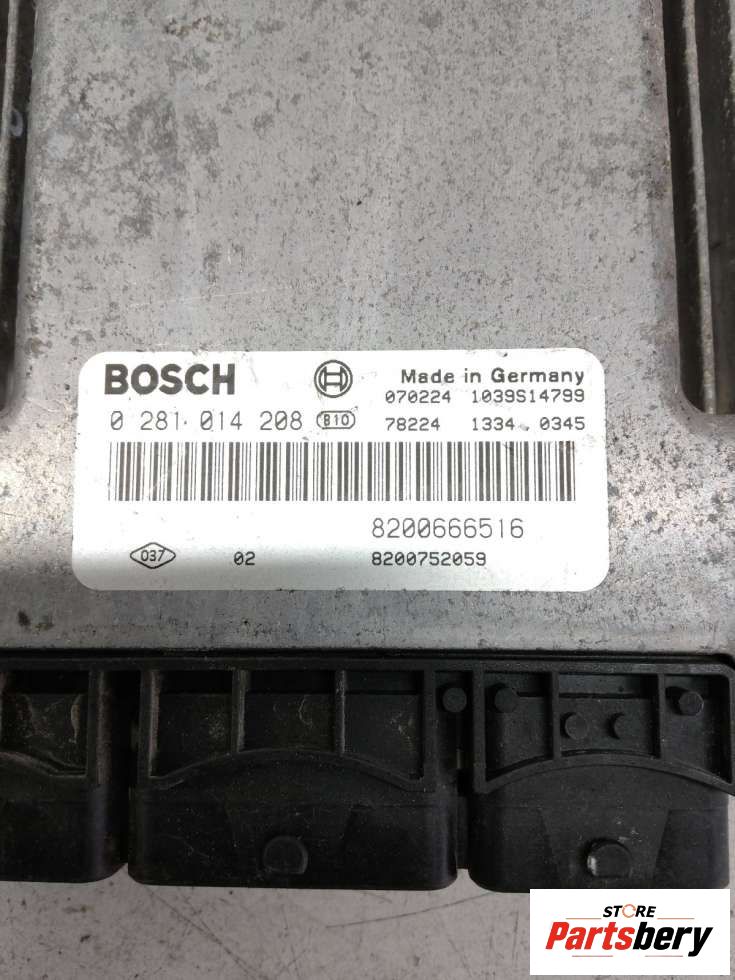 BOSCH Made in Germany
070224 1039S14799
0 281 014 208 B10 78224 1334 0345
8200666516
037 02 8200752059
STORE
Partsbery